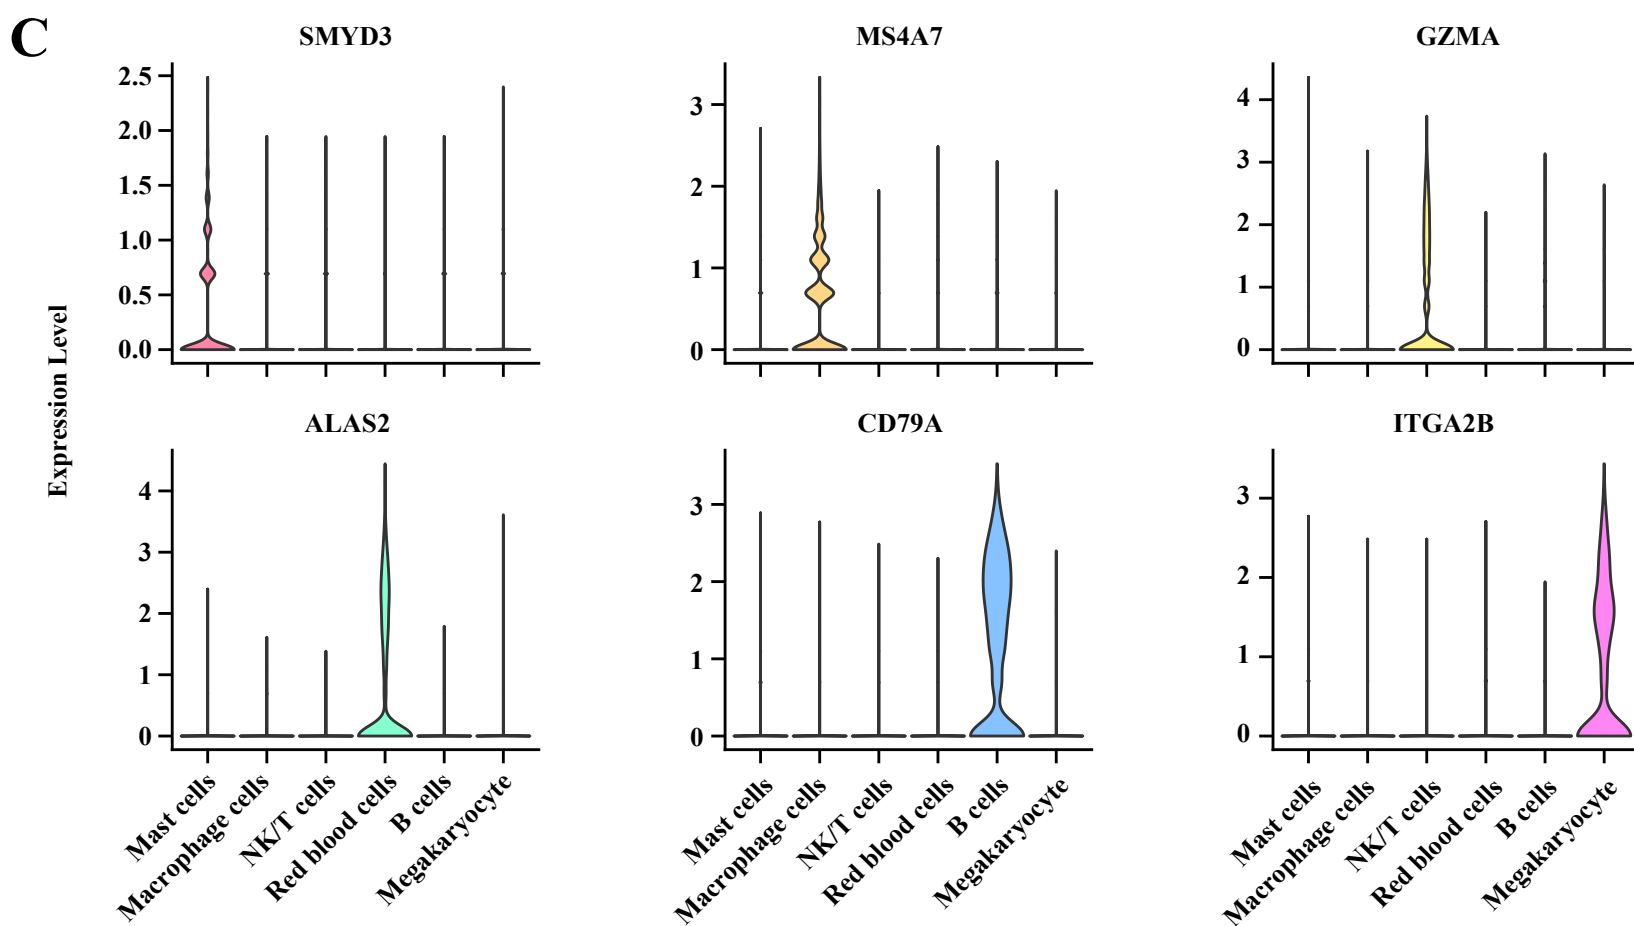 C
SMYD3
MS4A7
GZMA
2.5
2.0
1.5
1.0
0.5
0.0
3
2
1
0
4
3
2
1
0
Expression Level
ALAS2
CD79A
ITGA2B
4
3
2
1
0
3
2
1
0
3
2
1
0
Mast cells
Macrophage cells
NK/T cells
Red blood cells
B cells
Megakaryocyte
Mast cells
Macrophage cells
NK/T cells
Red blood cells
B cells
Megakaryocyte
Mast cells
Macrophage cells
NK/T cells
Red blood cells
B cells
Megakaryocyte